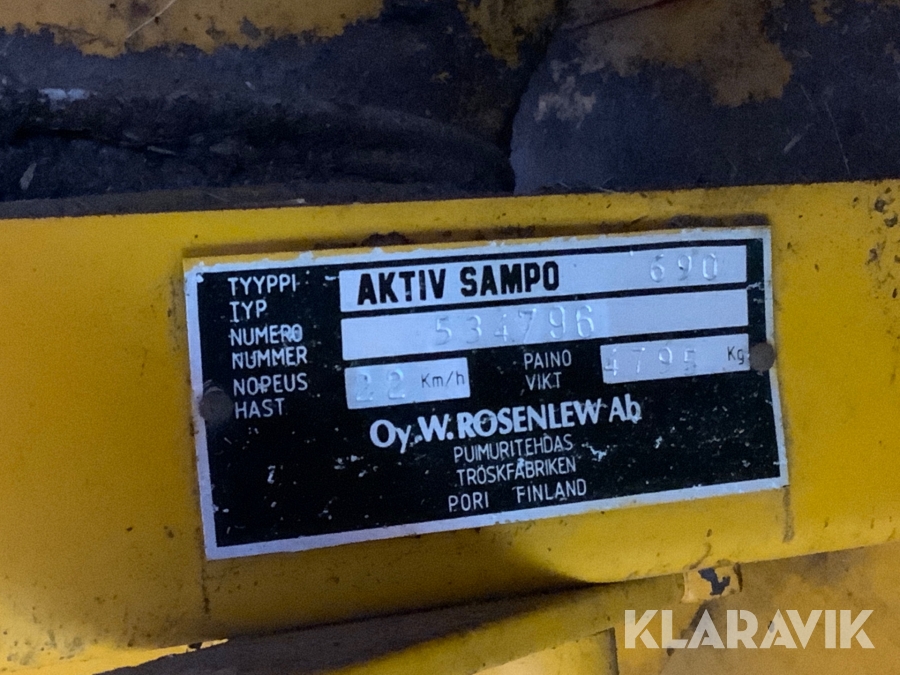 TYYPPI
TYP
AKTIV SAMPO 690
NUMERO
NUMMER
534796
NOPEUS
HAST
22 Km/h
PAINO
VIKT
4795 Kg
Oy W. ROSENLEW Ab
PUIMURITEHDAS
TRÖSKFABRIKEN
PORI FINLAND
KLARAVIK